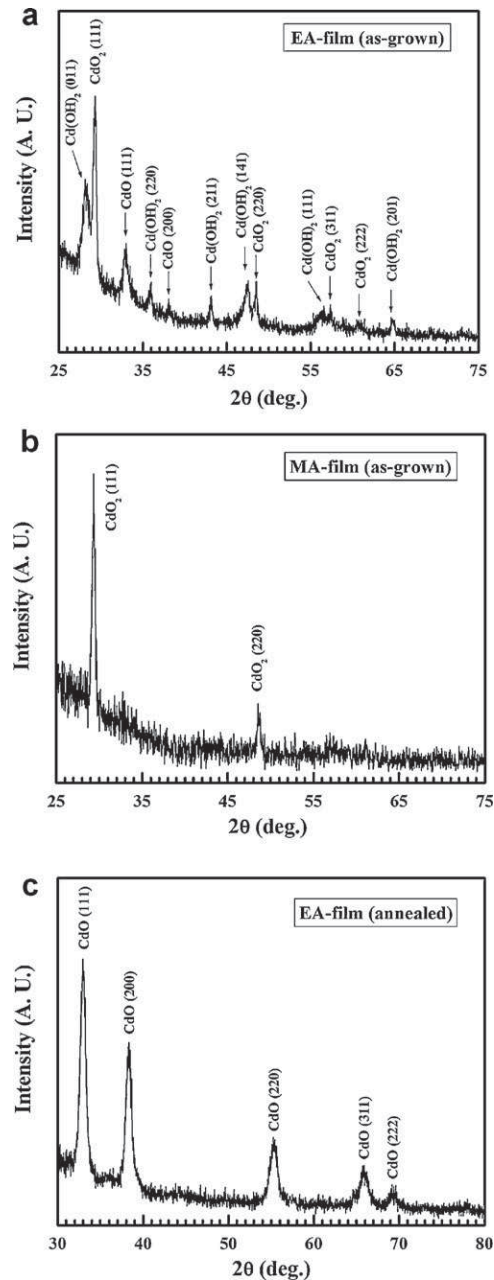 a
EA-film (as-grown)
Cd(OH)₂ (011)
CdO₂ (111)
CdO (111)
Cd(OH)₂ (220)
CdO (200)
Cd(OH)₂ (211)
Cd(OH)₂ (141)
CdO₂ (220)
Cd(OH)₂ (111)
CdO₂ (311)
CdO₂ (222)
Cd(OH)₂ (201)
Intensity (A. U.)
25 35 45 55 65 75
2θ (deg.)
b
MA-film (as-grown)
CdO₂ (111)
CdO₂ (220)
Intensity (A. U.)
25 35 45 55 65 75
2θ (deg.)
c
EA-film (annealed)
CdO (111)
CdO (200)
CdO (220)
CdO (311)
CdO (222)
Intensity (A. U.)
30 40 50 60 70 80
2θ (deg.)